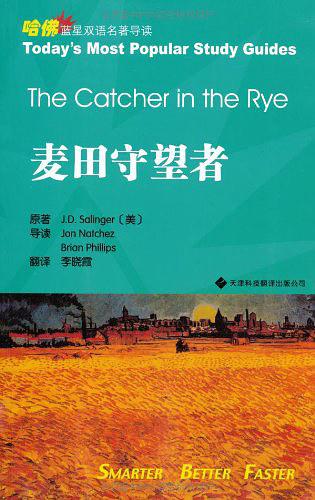 哈佛蓝星双语名著导读
Today's Most Popular Study Guides
The Catcher in the Rye
麦田守望者
原著 J.D. Salinger（美）
导读 Jon Natchez
Brian Phillips
翻译 李晓霞
天津科技翻译出版公司
SMARTER BETTER FASTER